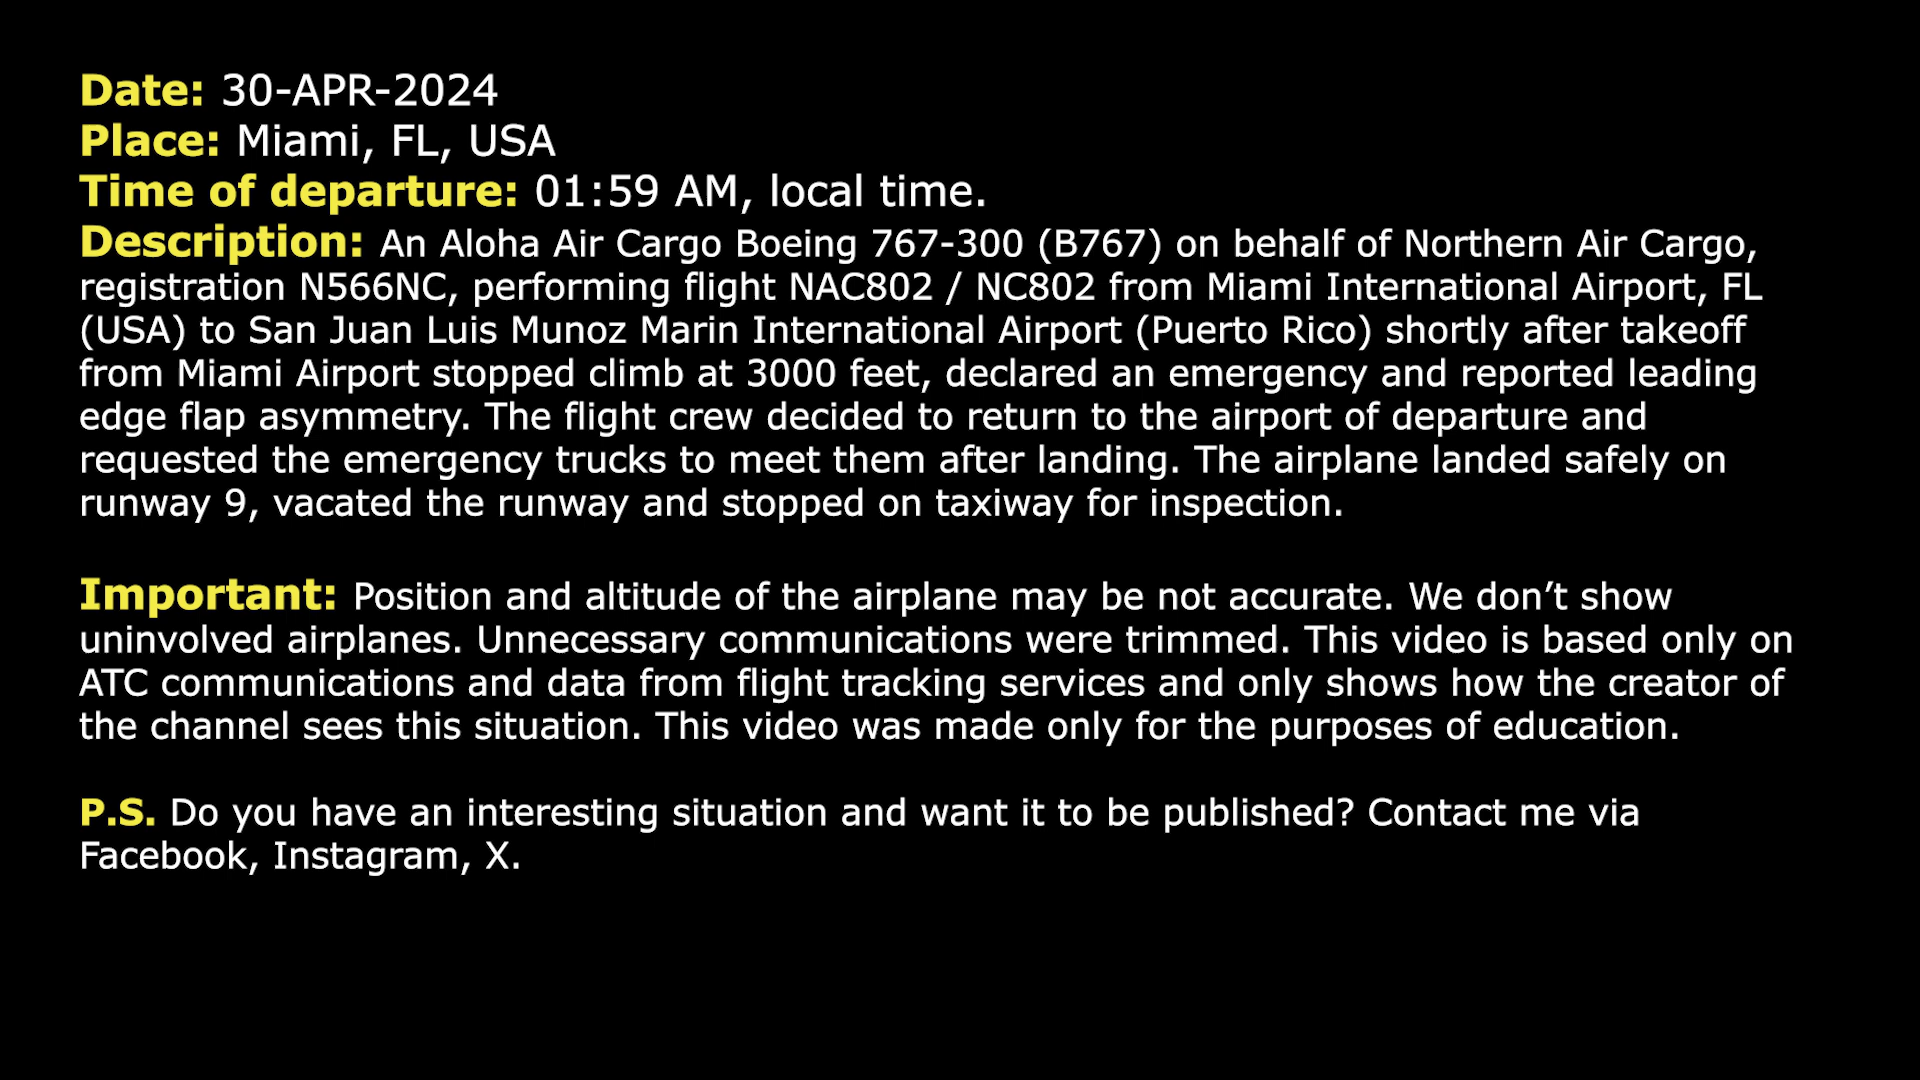 Date: 30-APR-2024
Place: Miami, FL, USA
Time of departure: 01:59 AM, local time.
Description: An Aloha Air Cargo Boeing 767-300 (B767) on behalf of Northern Air Cargo,
registration N566NC, performing flight NAC802 / NC802 from Miami International Airport, FL
(USA) to San Juan Luis Munoz Marin International Airport (Puerto Rico) shortly after takeoff
from Miami Airport stopped climb at 3000 feet, declared an emergency and reported leading
edge flap asymmetry. The flight crew decided to return to the airport of departure and
requested the emergency trucks to meet them after landing. The airplane landed safely on
runway 9, vacated the runway and stopped on taxiway for inspection.
Important: Position and altitude of the airplane may be not accurate. We don’t show
uninvolved airplanes. Unnecessary communications were trimmed. This video is based only on
ATC communications and data from flight tracking services and only shows how the creator of
the channel sees this situation. This video was made only for the purposes of education.
P.S. Do you have an interesting situation and want it to be published? Contact me via
Facebook, Instagram, X.